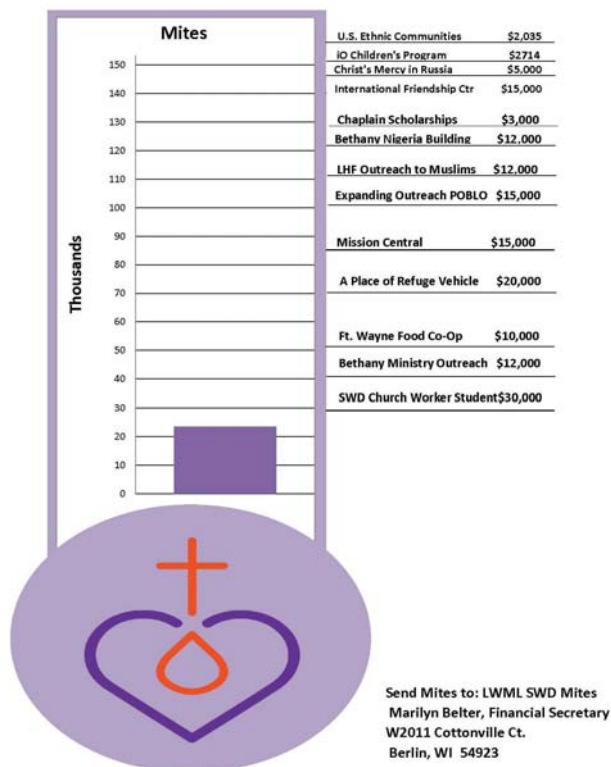 Mites
Thousands
150
140
130
120
110
100
90
80
70
60
50
40
30
20
10
0
U.S. Ethnic Communities $2,035
iO Children's Program $2714
Christ's Mercy in Russia $5,000
International Friendship Ctr $15,000
Chaplain Scholarships $3,000
Bethany Nigeria Building $12,000
LHF Outreach to Muslims $12,000
Expanding Outreach POBLO $15,000
Mission Central $15,000
A Place of Refuge Vehicle $20,000
Ft. Wayne Food Co-Op $10,000
Bethany Ministry Outreach $12,000
SWD Church Worker Student$30,000
Send Mites to: LWML SWD Mites
Marilyn Belter, Financial Secretary
W2011 Cottonville Ct.
Berlin, WI 54923